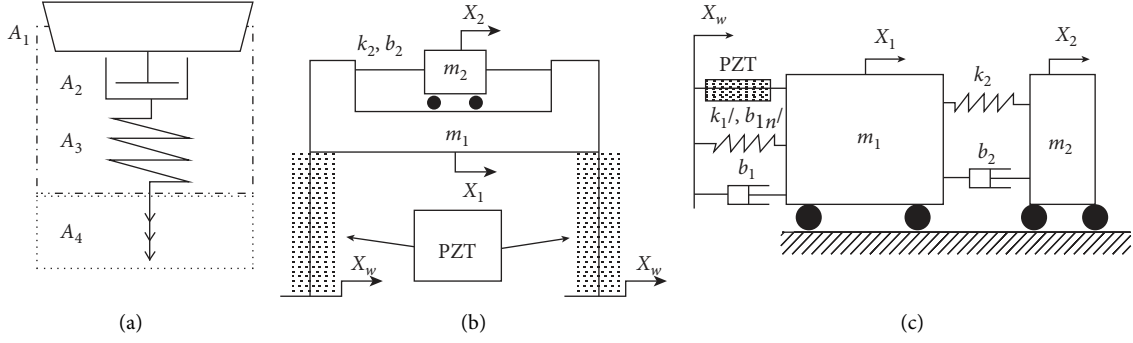 A1
A2
A3
A4
(a)
X2
k2, b2
m2
m1
X1
PZT
Xw
Xw
(b)
Xw
PZT
X1
X2
k1/, b1n/
k2
m1
m2
b1
b2
(c)